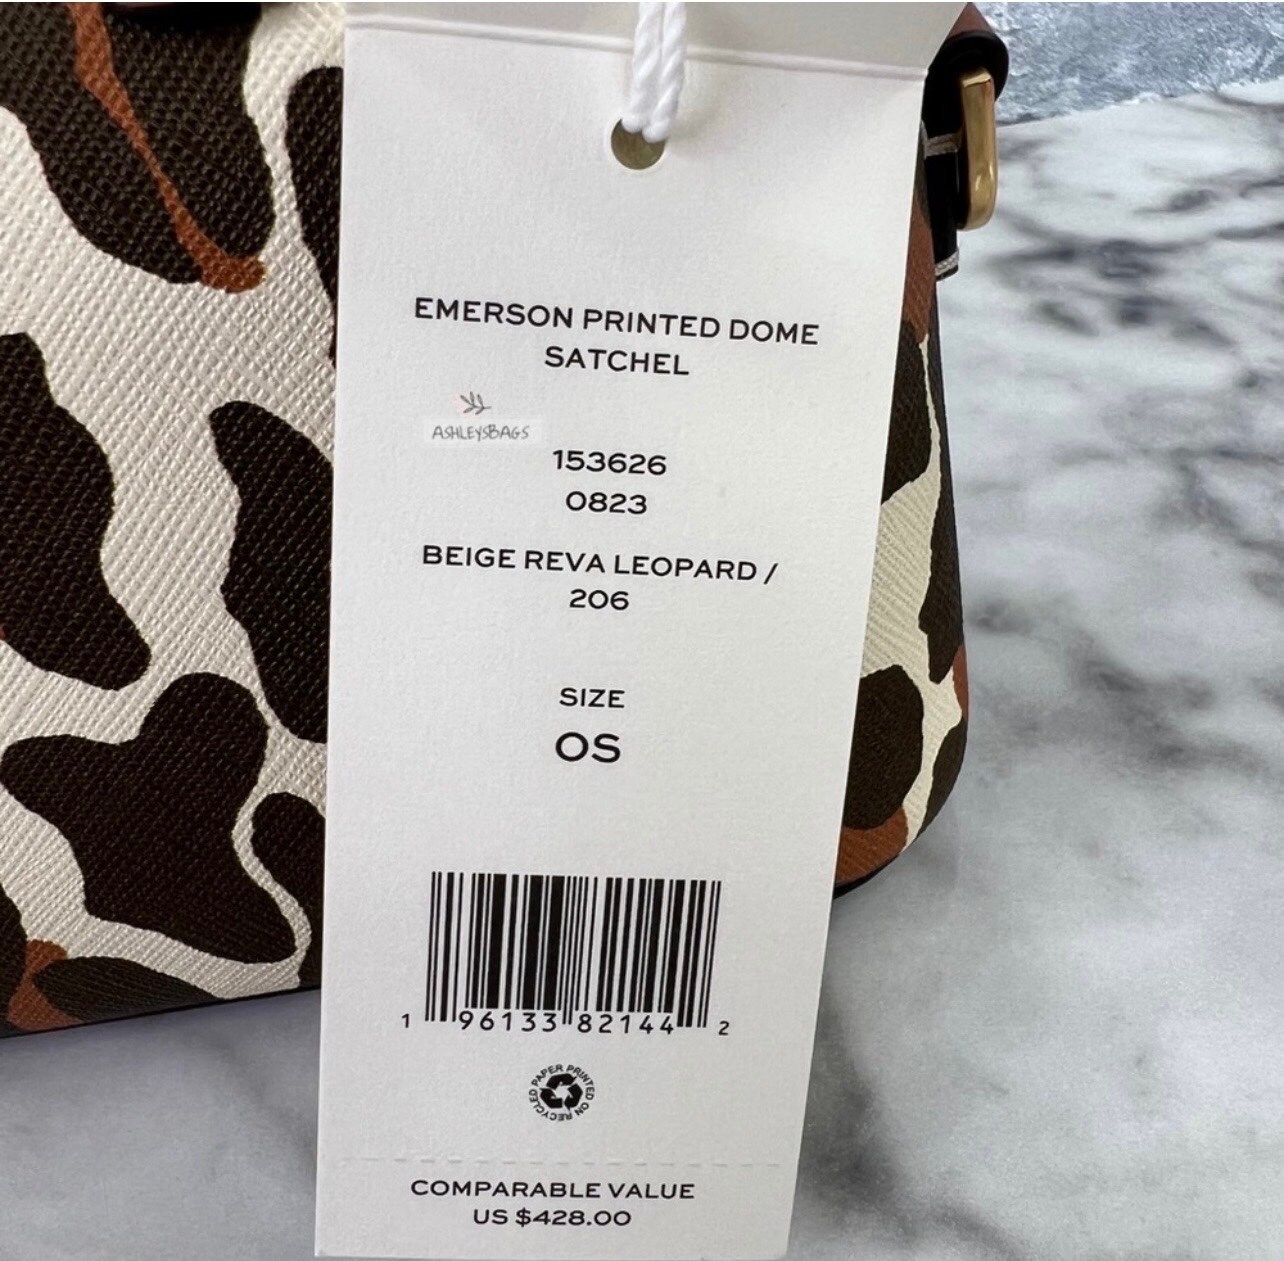 EMERSON PRINTED DOME
SATCHEL
ASHLEYSBAGS
153626
0823
BEIGE REVA LEOPARD /
206
SIZE
OS
1 96133 82144 2
PRINTED ON RECYCLED PAPER
COMPARABLE VALUE
US $428.00